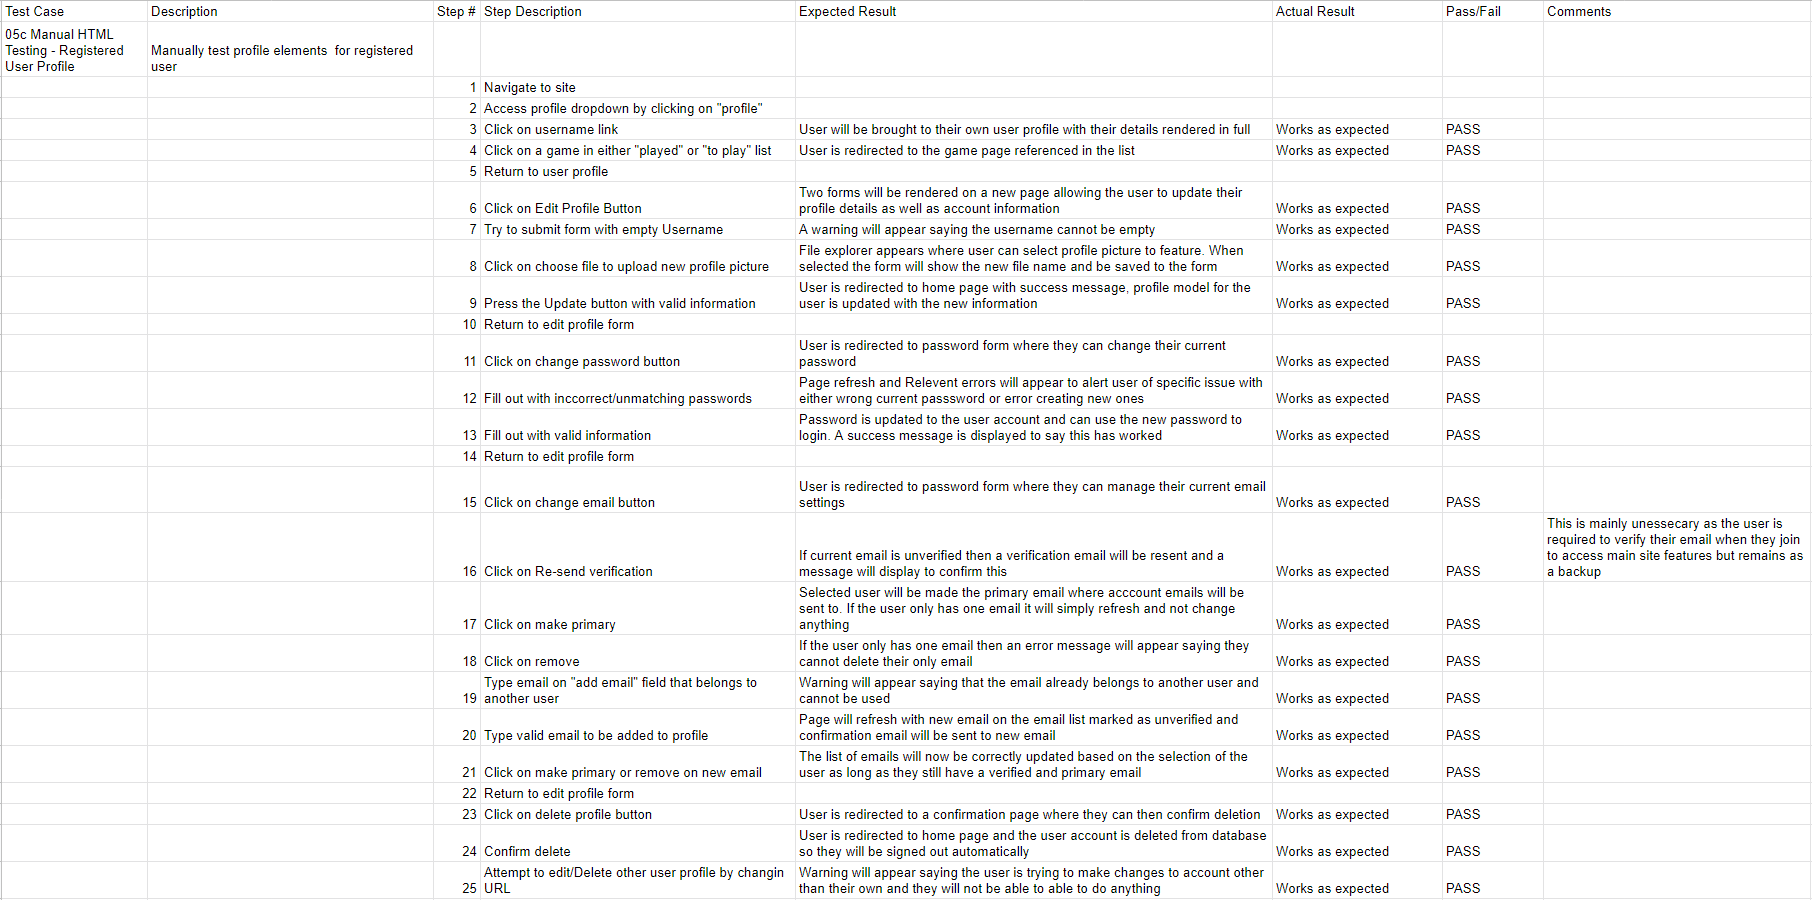 Test Case Description Step # Step Description Expected Result Actual Result Pass/Fail Comments
05c Manual HTML
Testing - Registered
User Profile
Manually test profile elements for registered
user
1 Navigate to site
2 Access profile dropdown by clicking on "profile"
3 Click on username link User will be brought to their own user profile with their details rendered in full Works as expected PASS
4 Click on a game in either "played" or "to play" list User is redirected to the game page referenced in the list Works as expected PASS
5 Return to user profile
Two forms will be rendered on a new page allowing the user to update their
6 Click on Edit Profile Button profile details as well as account information Works as expected PASS
7 Try to submit form with empty Username A warning will appear saying the username cannot be empty Works as expected PASS
File explorer appears where user can select profile picture to feature. When
8 Click on choose file to upload new profile picture selected the form will show the new file name and be saved to the form Works as expected PASS
User is redirected to home page with success message, profile model for the
9 Press the Update button with valid information user is updated with the new information Works as expected PASS
10 Return to edit profile form
User is redirected to password form where they can change their current
11 Click on change password button password Works as expected PASS
Page refresh and Relevent errors will appear to alert user of specific issue with
12 Fill out with inccorrect/unmatching passwords either wrong current passsword or error creating new ones Works as expected PASS
Password is updated to the user account and can use the new password to
13 Fill out with valid information login. A success message is displayed to say this has worked Works as expected PASS
14 Return to edit profile form
User is redirected to password form where they can manage their current email
15 Click on change email button settings Works as expected PASS
This is mainly unessecary as the user is
required to verify their email when they join
If current email is unverified then a verification email will be resent and a to access main site features but remains as
16 Click on Re-send verification message will display to confirm this Works as expected PASS a backup
Selected user will be made the primary email where acccount emails will be
sent to. If the user only has one email it will simply refresh and not change
17 Click on make primary anything Works as expected PASS
If the user only has one email then an error message will appear saying they
18 Click on remove cannot delete their only email Works as expected PASS
Type email on "add email" field that belongs to Warning will appear saying that the email already belongs to another user and
19 another user cannot be used Works as expected PASS
Page will refresh with new email on the email list marked as unverified and
20 Type valid email to be added to profile confirmation email will be sent to new email Works as expected PASS
The list of emails will now be correctly updated based on the selection of the
21 Click on make primary or remove on new email user as long as they still have a verified and primary email Works as expected PASS
22 Return to edit profile form
23 Click on delete profile button User is redirected to a confirmation page where they can then confirm deletion Works as expected PASS
User is redirected to home page and the user account is deleted from database
24 Confirm delete so they will be signed out automatically Works as expected PASS
Attempt to edit/Delete other user profile by changin Warning will appear saying the user is trying to make changes to account other
25 URL than their own and they will not be able to able to do anything Works as expected PASS